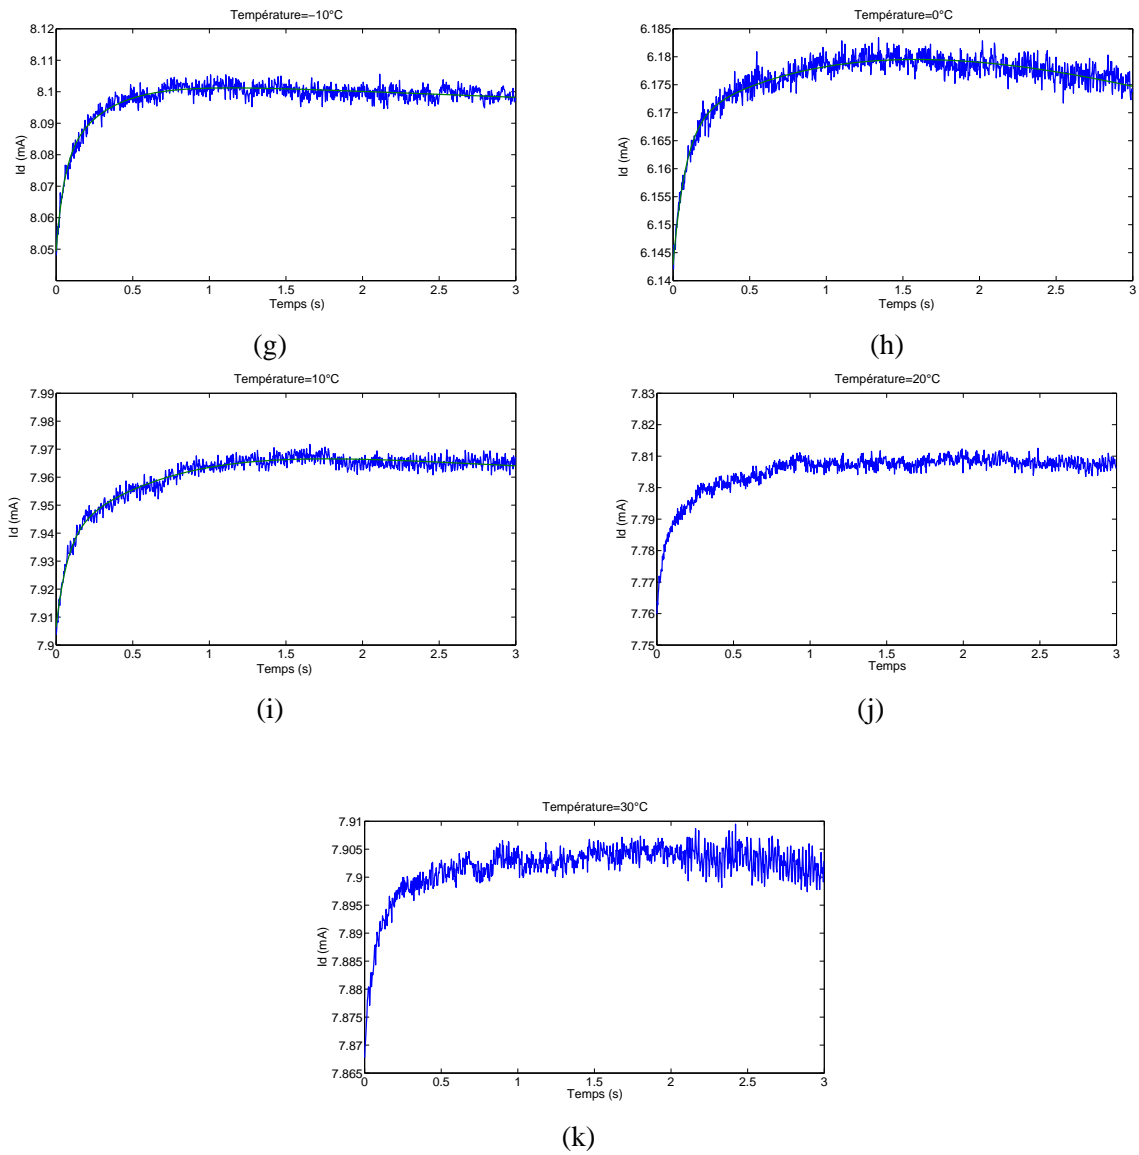 Température=−10°C
8.12
8.11
8.1
8.09
8.08
8.07
8.06
8.05
Id (mA)
0 0.5 1 1.5 2 2.5 3
Temps (s)
(g)
Température=0°C
6.185
6.18
6.175
6.17
6.165
6.16
6.155
6.15
6.145
6.14
Id (mA)
0 0.5 1 1.5 2 2.5 3
Temps (s)
(h)
Température=10°C
7.99
7.98
7.97
7.96
7.95
7.94
7.93
7.92
7.91
7.9
Id (mA)
0 0.5 1 1.5 2 2.5 3
Temps (s)
(i)
Température=20°C
7.83
7.82
7.81
7.8
7.79
7.78
7.77
7.76
7.75
Id (mA)
0 0.5 1 1.5 2 2.5 3
Temps
(j)
Température=30°C
7.91
7.905
7.9
7.895
7.89
7.885
7.88
7.875
7.87
7.865
Id (mA)
0 0.5 1 1.5 2 2.5 3
Temps (s)
(k)